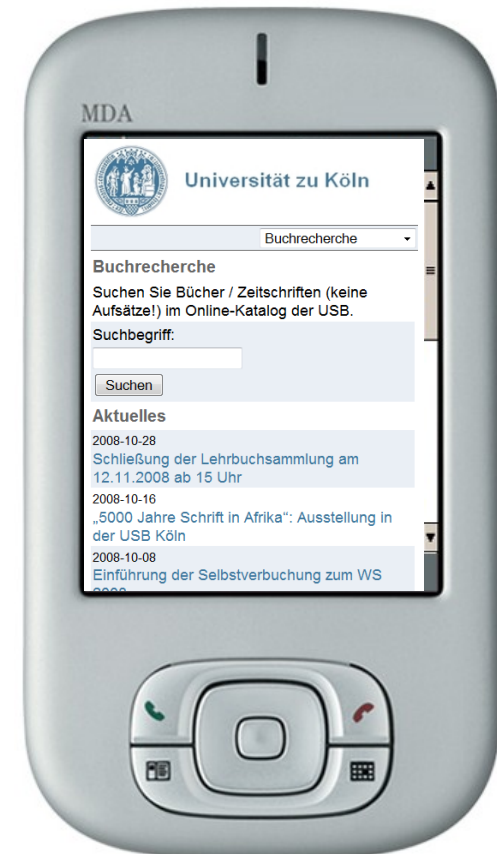 MDA
Universität zu Köln
Buchrecherche
Buchrecherche
Suchen Sie Bücher / Zeitschriften (keine
Aufsätze!) im Online-Katalog der USB.
Suchbegriff:
Suchen
Aktuelles
2008-10-28
Schließung der Lehrbuchsammlung am
12.11.2008 ab 15 Uhr
2008-10-16
„5000 Jahre Schrift in Afrika“: Ausstellung in
der USB Köln
2008-10-08
Einführung der Selbstverbuchung zum WS